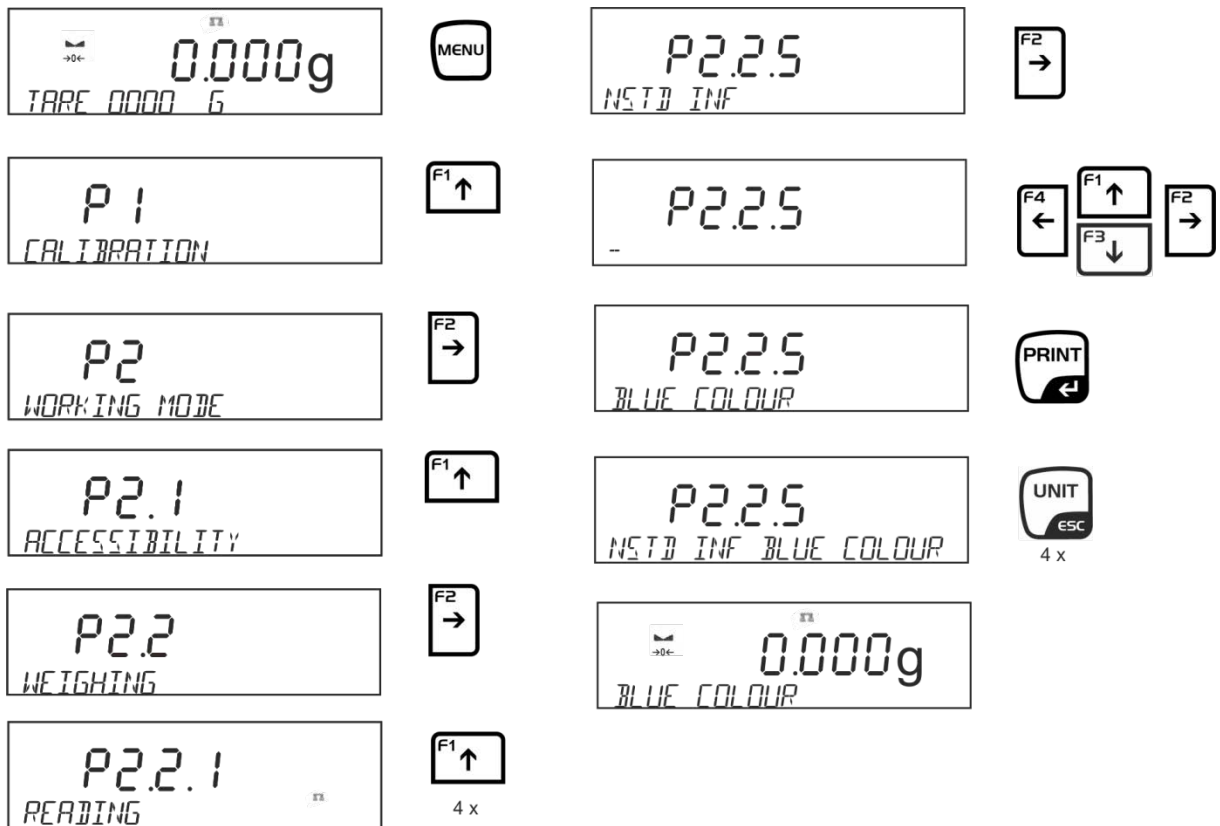 0.000g
→0←
TARE 0000 G
MENU
P1
CALIBRATION
F1 ↑
P2
WORKING MODE
F2 →
P2.1
ACCESSIBILITY
F1 ↑
P2.2
WEIGHING
F2 →
P2.2.1
READING
F1 ↑
4 x
P2.2.5
NSTD INF
F2 →
P2.2.5
_
F4 ←
F1 ↑
F3 ↓
F2 →
P2.2.5
BLUE COLOUR
PRINT
P2.2.5
NSTD INF BLUE COLOUR
UNIT
ESC
4 x
0.000g
→0←
BLUE COLOUR